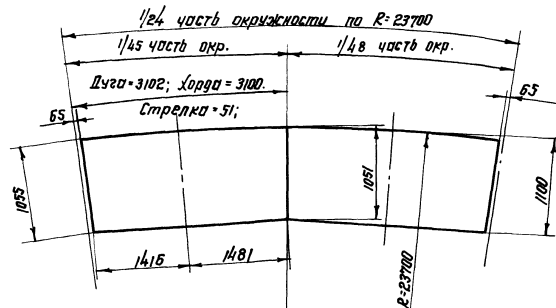 1/24 часть окружности по R=23700
1/45 часть окр.
1/48 часть окр.
Дуга=3102; Хорда=3100.
65
Стрелка=51;
65
1055
1051
1100
1416
1481
R=23700